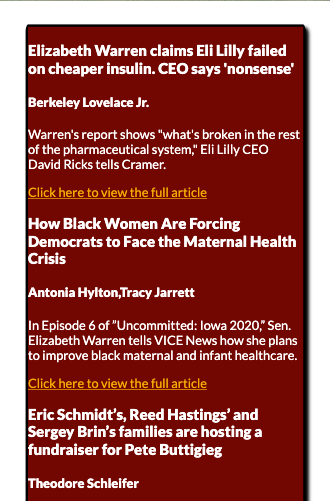 Elizabeth Warren claims Eli Lilly failed
on cheaper insulin. CEO says 'nonsense'
Berkeley Lovelace Jr.
Warren's report shows "what's broken in the rest
of the pharmaceutical system," Eli Lilly CEO
David Ricks tells Cramer.
Click here to view the full article
How Black Women Are Forcing
Democrats to Face the Maternal Health
Crisis
Antonia Hylton,Tracy Jarrett
In Episode 6 of ”Uncommitted: Iowa 2020,” Sen.
Elizabeth Warren tells VICE News how she plans
to improve black maternal and infant healthcare.
Click here to view the full article
Eric Schmidt’s, Reed Hastings’ and
Sergey Brin’s families are hosting a
fundraiser for Pete Buttigieg
Theodore Schleifer